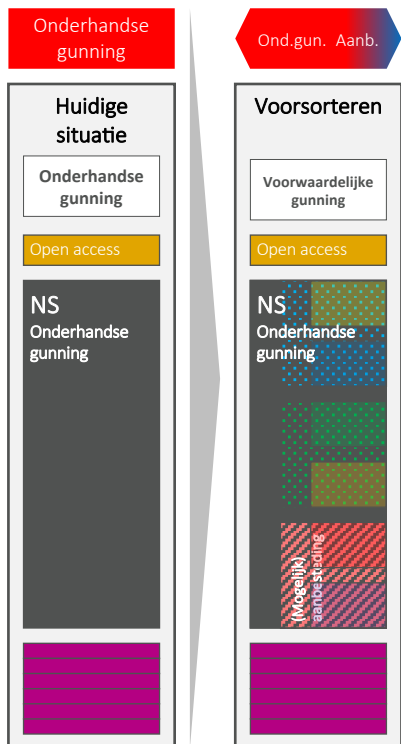 Onderhandse
gunning
Huidige
situatie
Onderhandse
gunning
Open access
NS
Onderhandse
gunning
Ond.gun. Aanb.
Voorsorteren
Voorwaardelijke
gunning
Open access
NS
Onderhandse
gunning
(Mogelijk)
aanbesteding